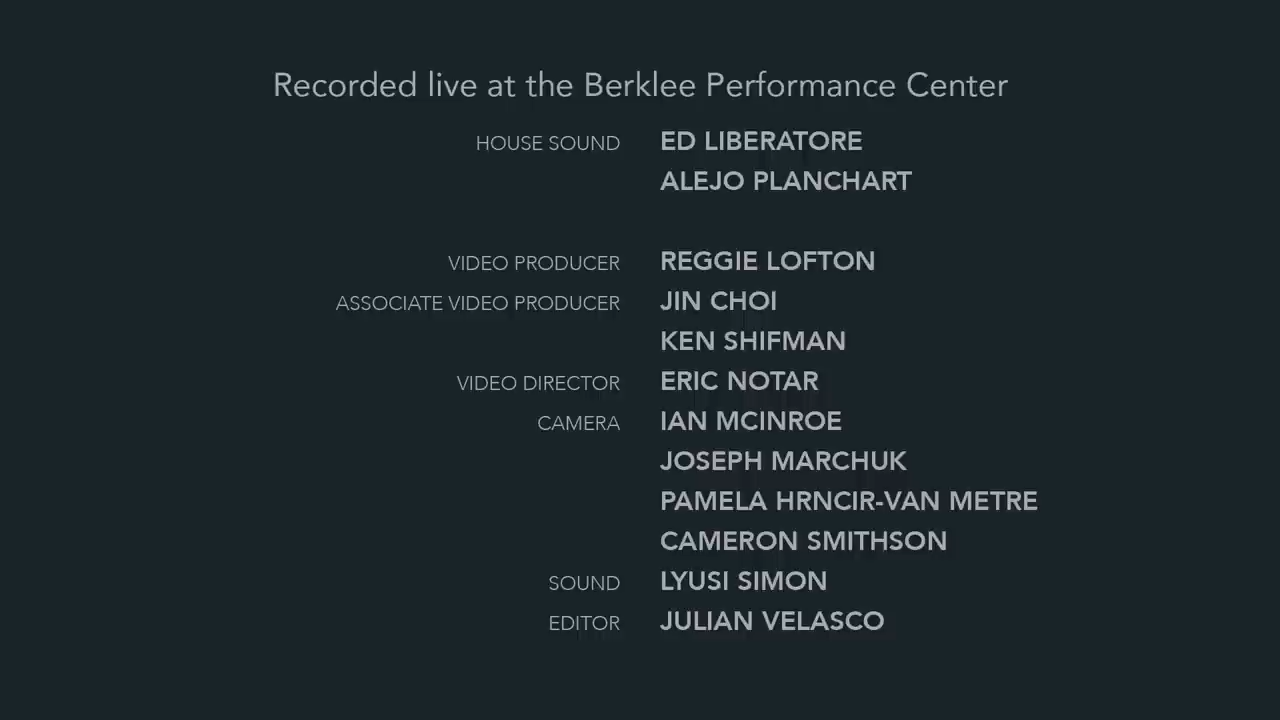 Recorded live at the Berklee Performance Center
HOUSE SOUND ED LIBERATORE
ALEJO PLANCHART
VIDEO PRODUCER REGGIE LOFTON
ASSOCIATE VIDEO PRODUCER JIN CHOI
KEN SHIFMAN
VIDEO DIRECTOR ERIC NOTAR
CAMERA IAN MCINROE
JOSEPH MARCHUK
PAMELA HRNCIR-VAN METRE
CAMERON SMITHSON
SOUND LYUSI SIMON
EDITOR JULIAN VELASCO